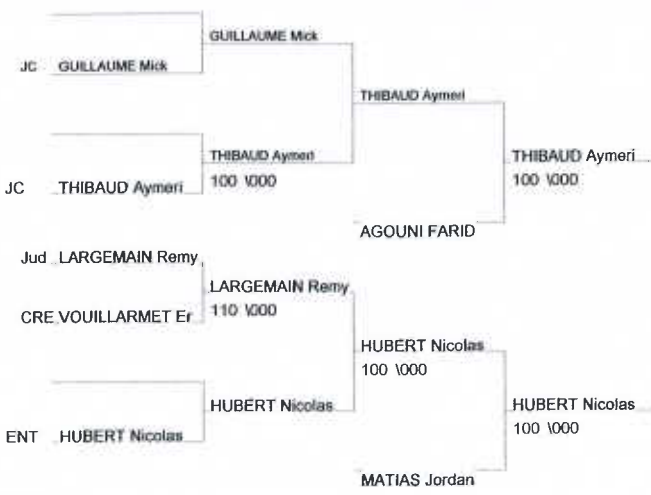 GUILLAUME Mick
JC GUILLAUME Mick
THIBAUD Aymeri
THIBAUD Aymeri
100 \000
THIBAUD Aymeri
100 \000
JC THIBAUD Aymeri
AGOUNI FARID
Jud LARGEMAIN Remy
LARGEMAIN Remy
110 \000
CRE VOUILLARMET Er
HUBERT Nicolas
100 \000
HUBERT Nicolas
HUBERT Nicolas
100 \000
ENT HUBERT Nicolas
MATIAS Jordan